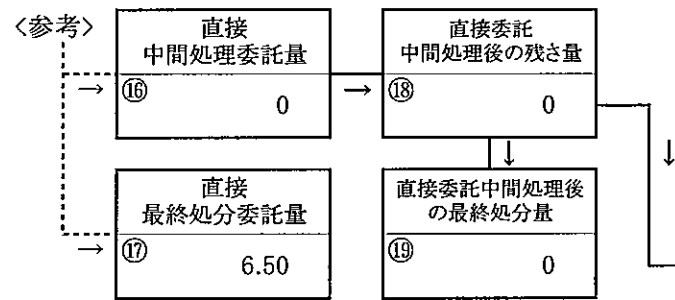 〈参考〉
直接
中間処理委託量
⑯
0
→
→
直接委託
中間処理後の残さ量
⑱
0
↓
↓
直接
最終処分委託量
⑰
6.50
→
直接委託中間処理後
の最終処分量
⑲
0